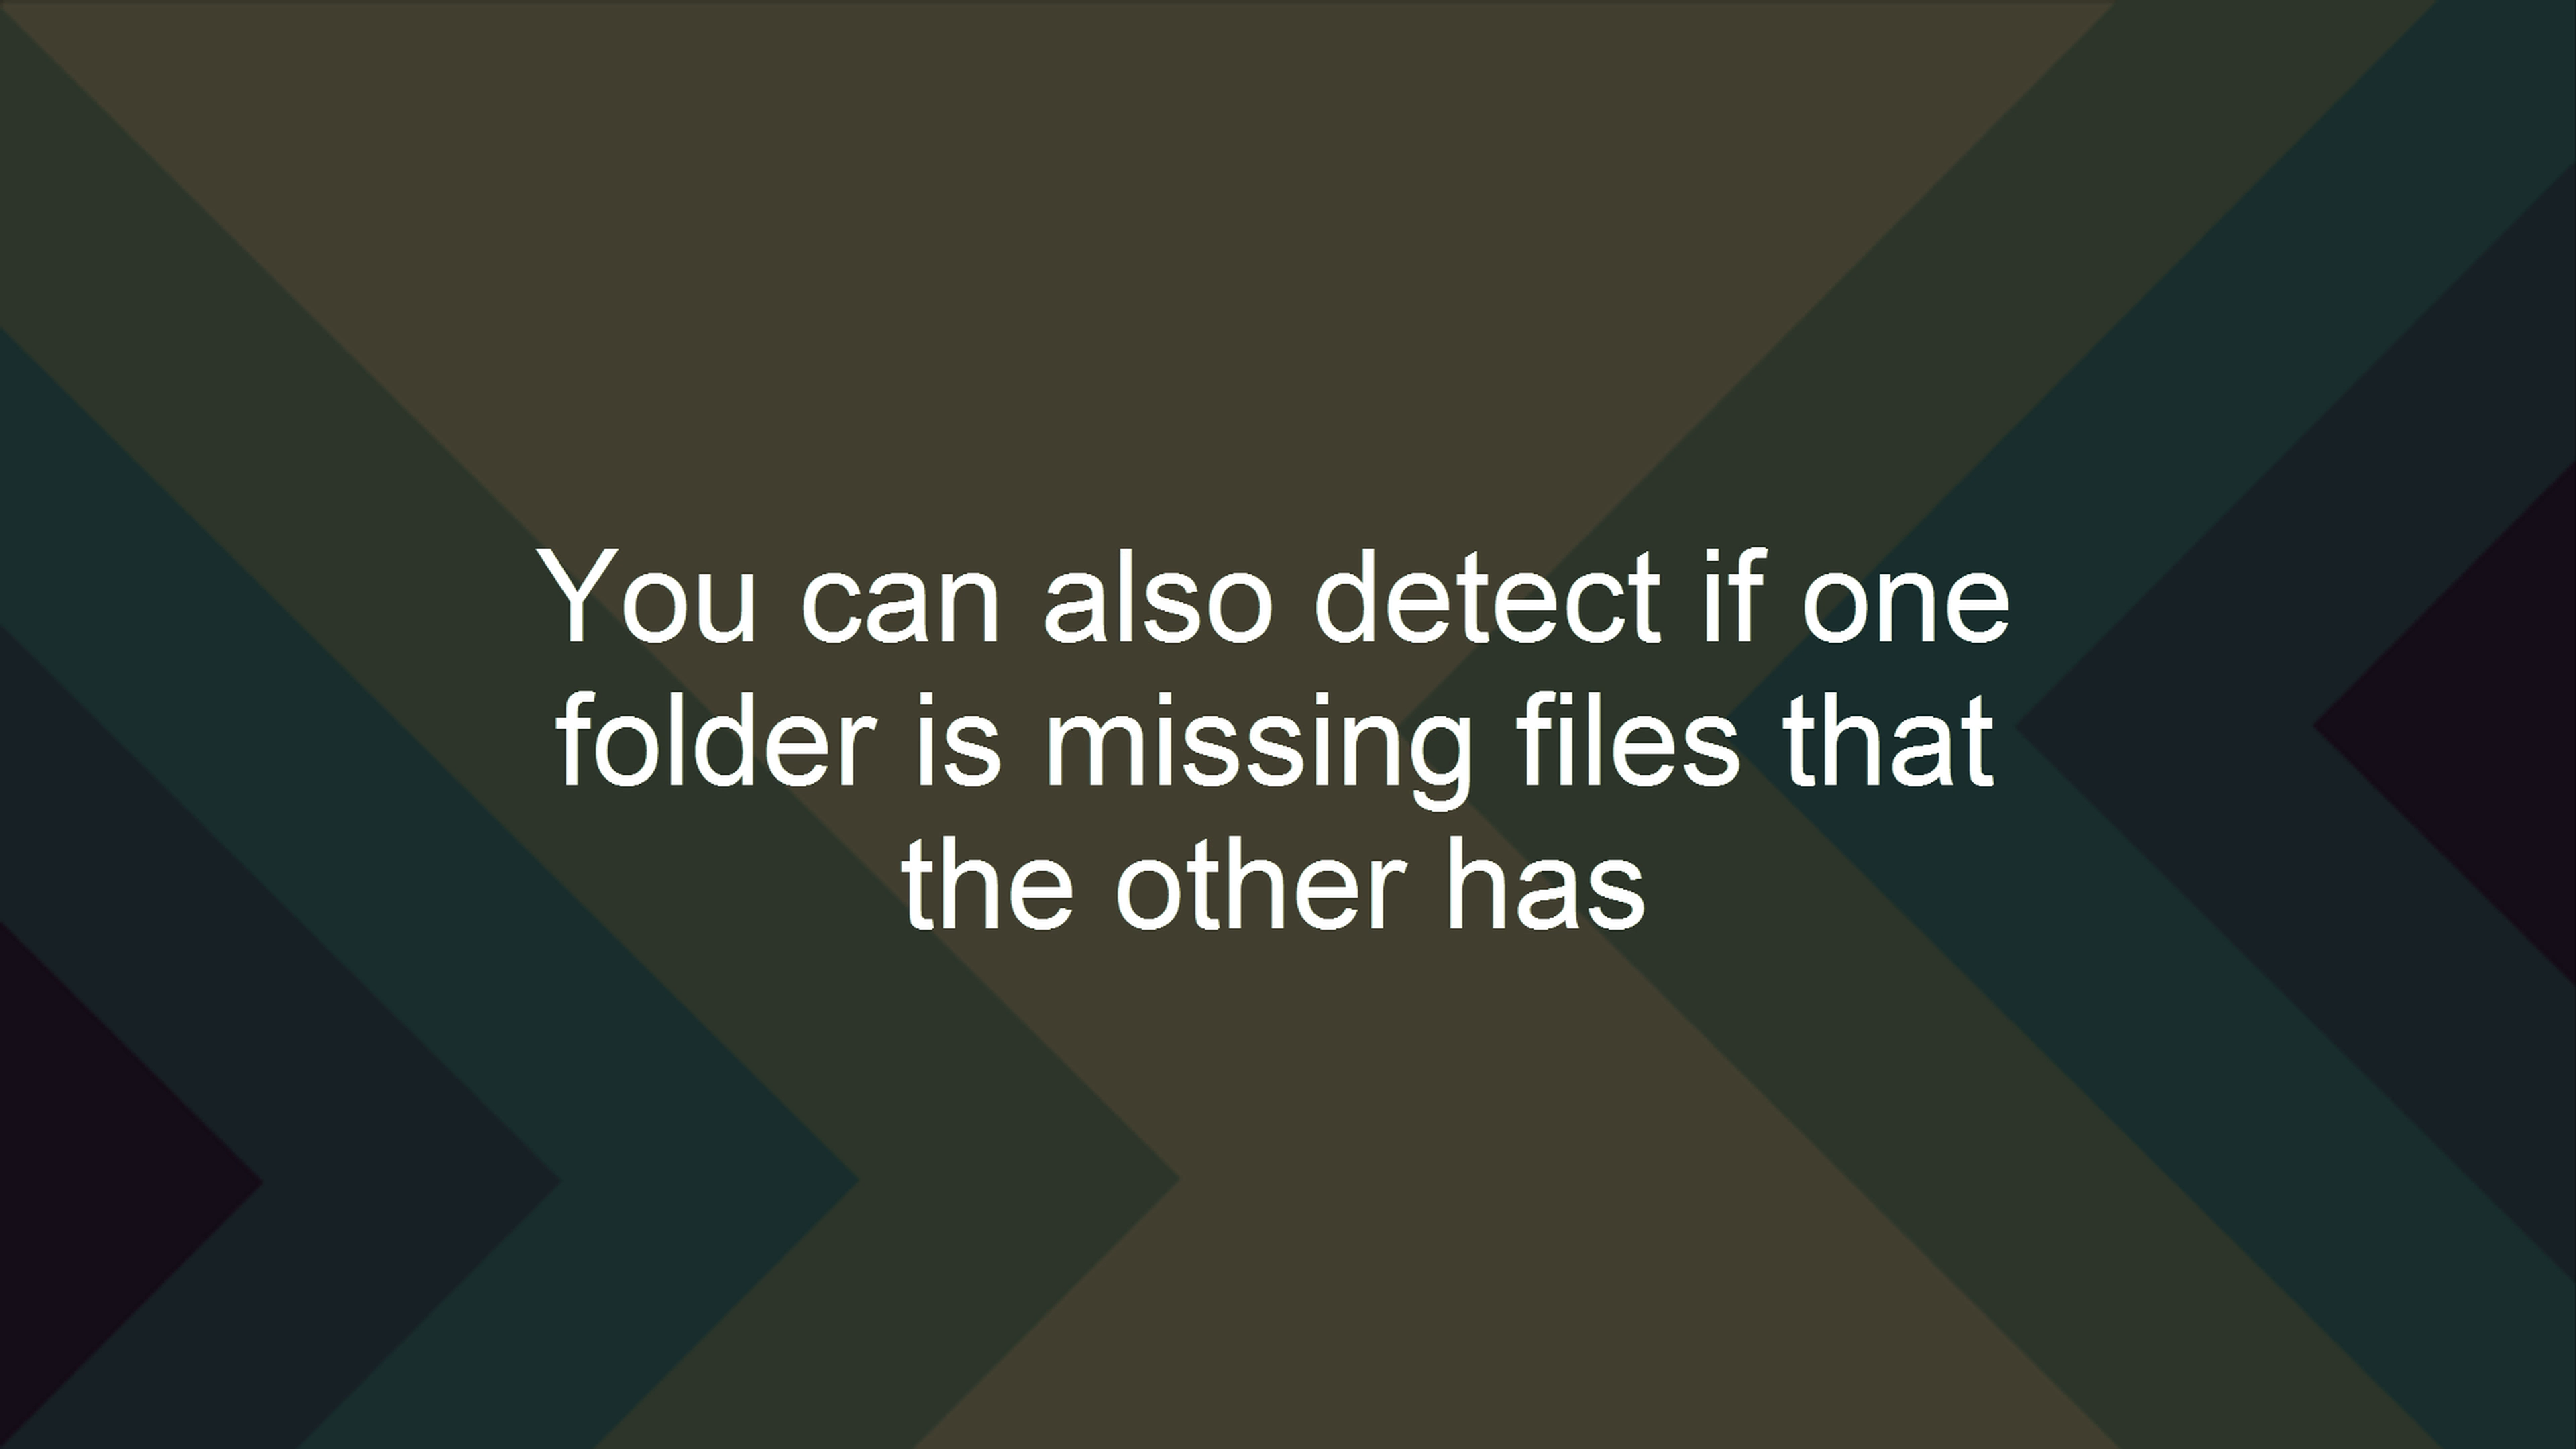 You can also detect if one
folder is missing files that
the other has